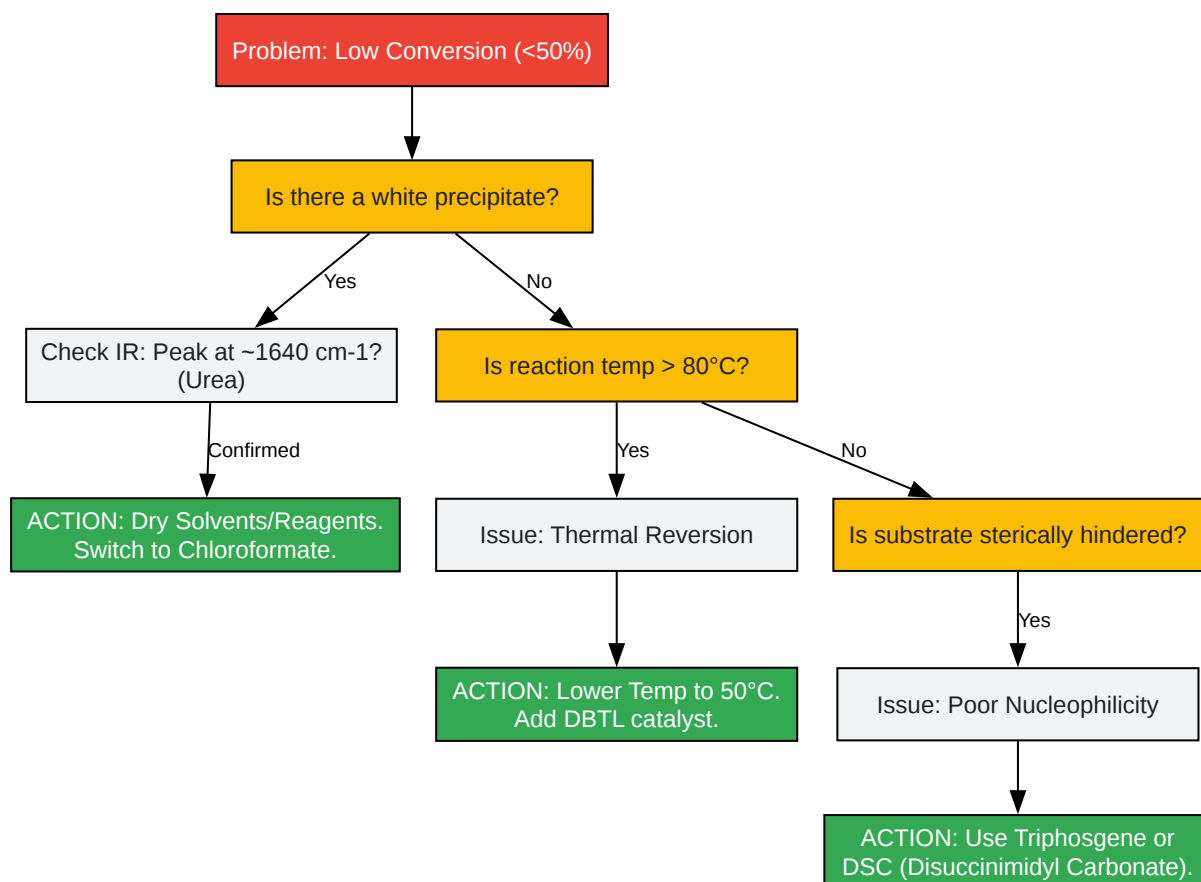 Problem: Low Conversion (<50%)
Is there a white precipitate?
Yes
No
Check IR: Peak at ~1640 cm-1?
(Urea)
Is reaction temp > 80°C?
Confirmed
Yes
No
ACTION: Dry Solvents/Reagents.
Switch to Chloroformate.
Issue: Thermal Reversion
Is substrate sterically hindered?
Yes
ACTION: Lower Temp to 50°C.
Add DBTL catalyst.
Issue: Poor Nucleophilicity
ACTION: Use Triphosgene or
DSC (Disuccinimidyl Carbonate).